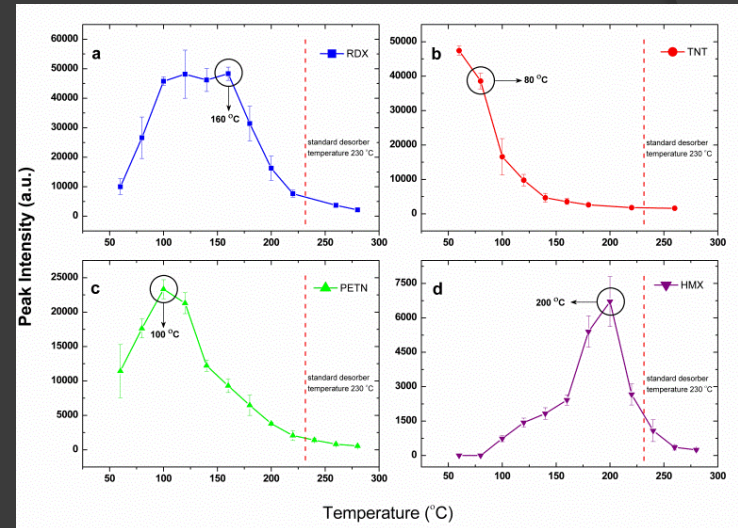 Peak Intensity (a.u.)
a
RDX
60000
50000
40000
30000
20000
10000
0
160 °C
standard desorber
temperature 230 °C
50 100 150 200 250 300
b
TNT
50000
40000
30000
20000
10000
0
80 °C
standard desorber
temperature 230 °C
50 100 150 200 250 300
c
PETN
25000
20000
15000
10000
5000
0
100 °C
standard desorber
temperature 230 °C
50 100 150 200 250 300
d
HMX
7500
6000
4500
3000
1500
0
200 °C
standard desorber
temperature 230 °C
50 100 150 200 250 300
Temperature (°C)